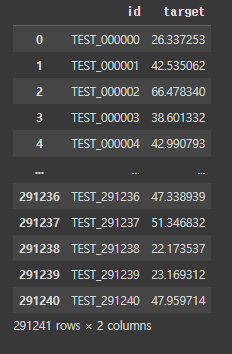 id target
0 TEST_000000 26.337253
1 TEST_000001 42.535062
2 TEST_000002 66.478340
3 TEST_000003 38.601332
4 TEST_000004 42.990793
... ... ...
291236 TEST_291236 47.338939
291237 TEST_291237 51.346832
291238 TEST_291238 22.173537
291239 TEST_291239 23.169312
291240 TEST_291240 47.959714
291241 rows × 2 columns